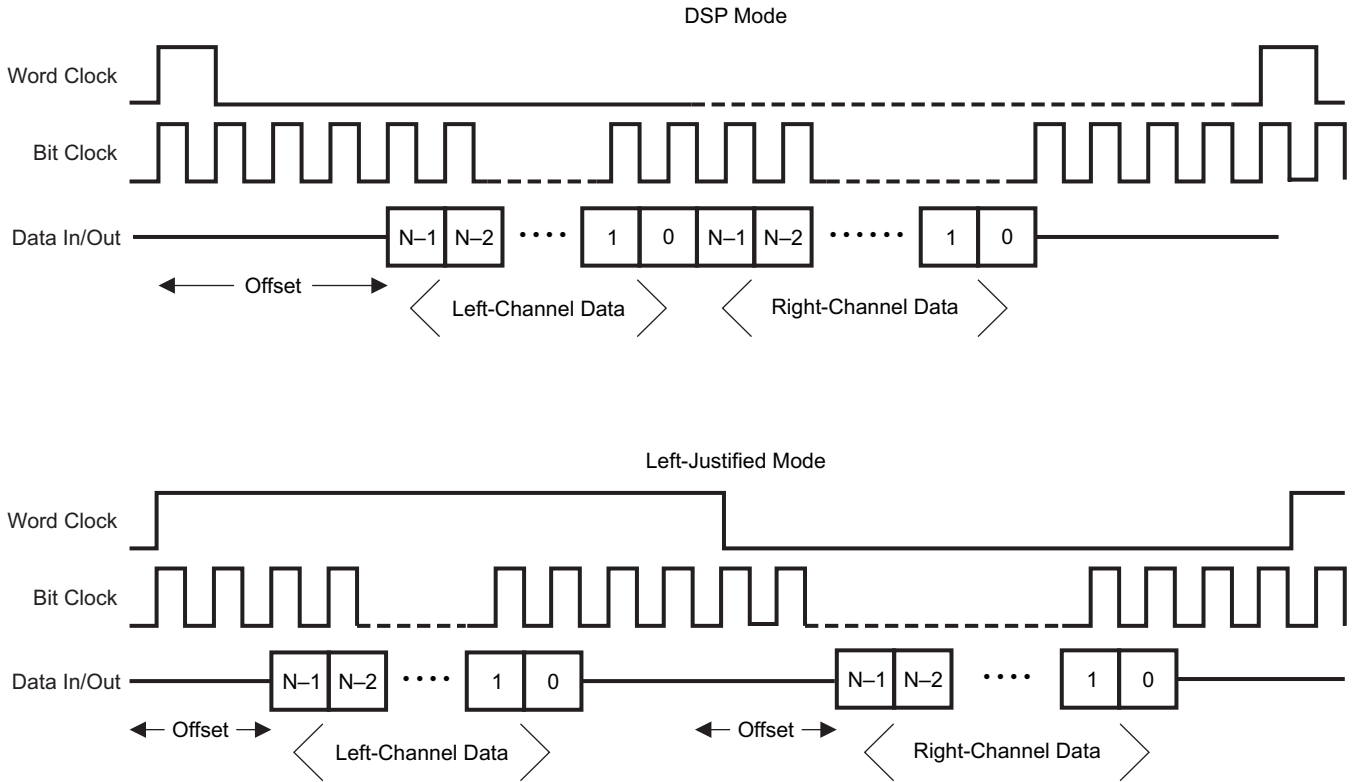 DSP Mode
Word Clock
Bit Clock
Data In/Out
N–1 N–2 •••• 1 0 N–1 N–2 •••••• 1 0
Offset
Left-Channel Data
Right-Channel Data
Left-Justified Mode
Word Clock
Bit Clock
Data In/Out
N–1 N–2 •••• 1 0 N–1 N–2 •••• 1 0
Offset
Offset
Left-Channel Data
Right-Channel Data